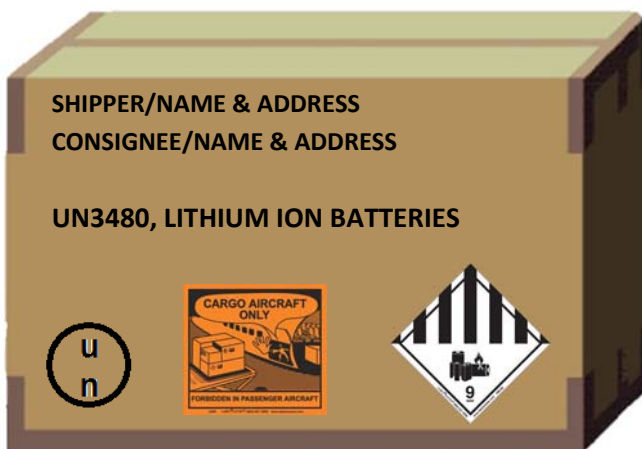 SHIPPER/NAME & ADDRESS
CONSIGNEE/NAME & ADDRESS
UN3480, LITHIUM ION BATTERIES
u
n
CARGO AIRCRAFT
ONLY
FORBIDDEN IN PASSENGER AIRCRAFT
9